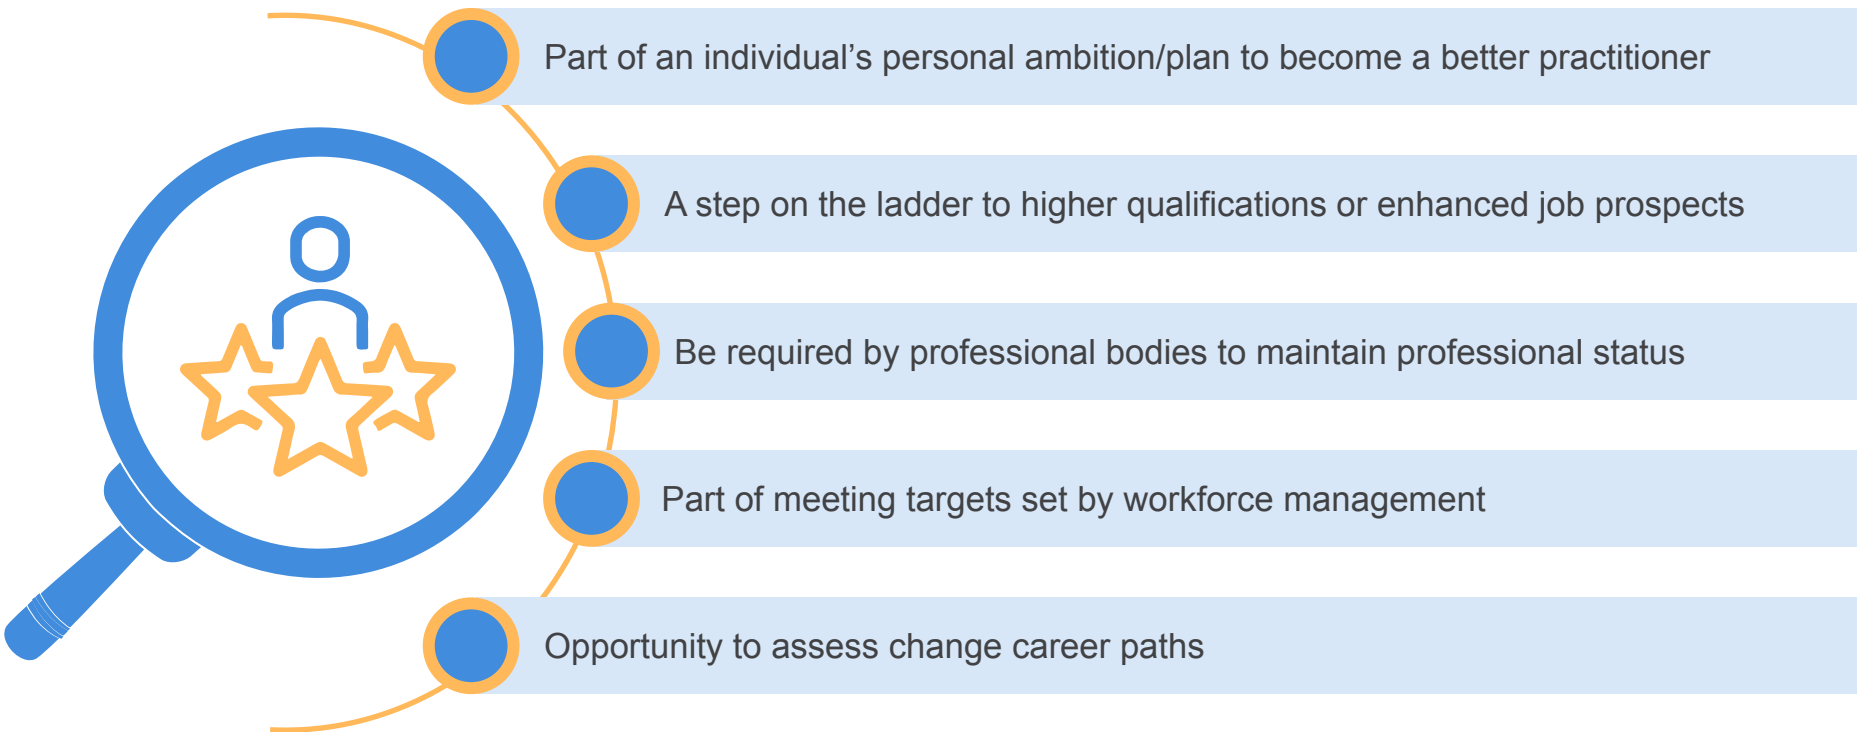 Part of an individual’s personal ambition/plan to become a better practitioner
A step on the ladder to higher qualifications or enhanced job prospects
Be required by professional bodies to maintain professional status
Part of meeting targets set by workforce management
Opportunity to assess change career paths